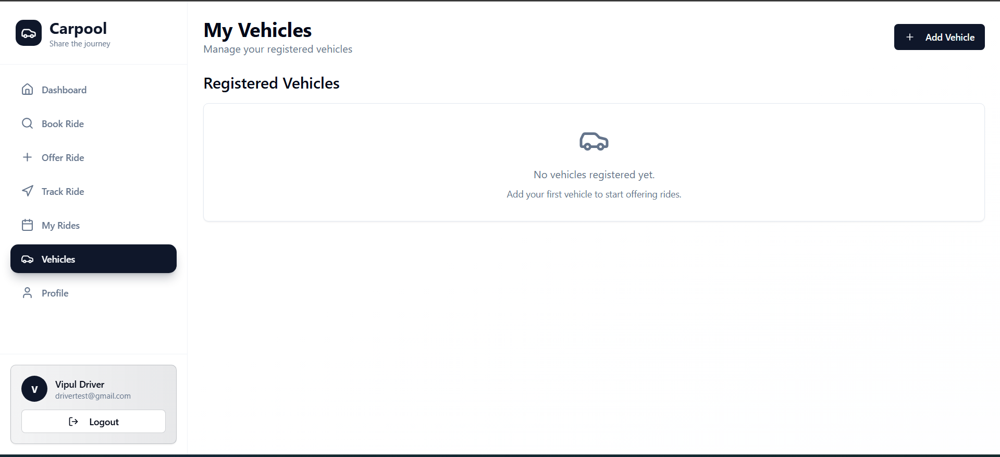 Carpool
Share the journey
Dashboard
Book Ride
Offer Ride
Track Ride
My Rides
Vehicles
Profile
V
Vipul Driver
drivertest@gmail.com
Logout
My Vehicles
Manage your registered vehicles
Add Vehicle
Registered Vehicles
No vehicles registered yet.
Add your first vehicle to start offering rides.